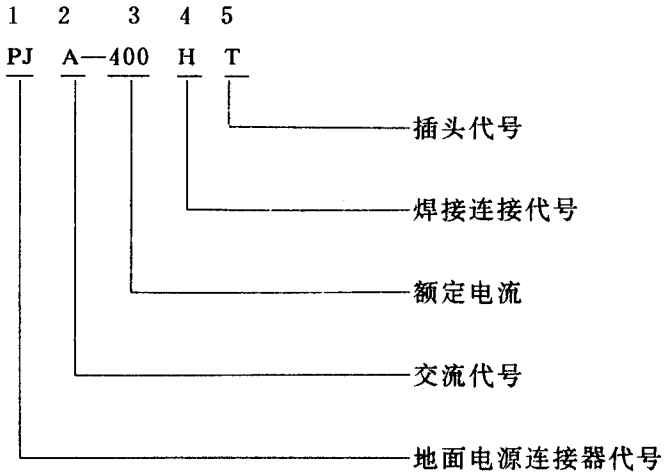 1 2 3 4 5
PJ A—400 H T
插头代号
焊接连接代号
额定电流
交流代号
地面电源连接器代号